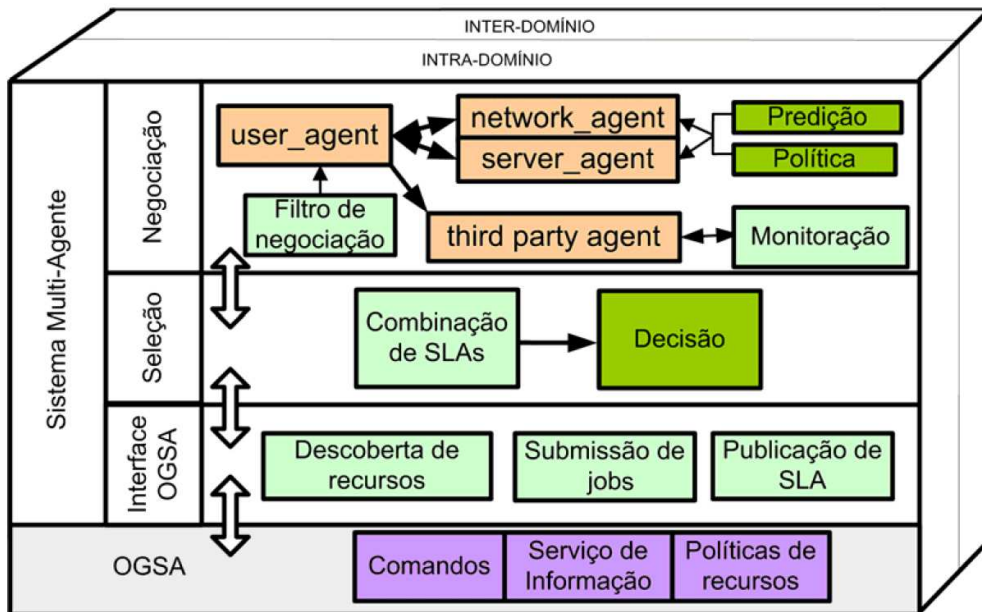 INTER-DOMÍNIO
INTRA-DOMÍNIO
Sistema Multi-Agente
Negociação
user_agent
network_agent
server_agent
Predição
Política
Filtro de
negociação
third party agent
Monitoração
Seleção
Combinação
de SLAs
Decisão
Interface
OGSA
Descoberta de
recursos
Submissão de
jobs
Publicação de
SLA
OGSA
Comandos
Serviço de
Informação
Políticas de
recursos